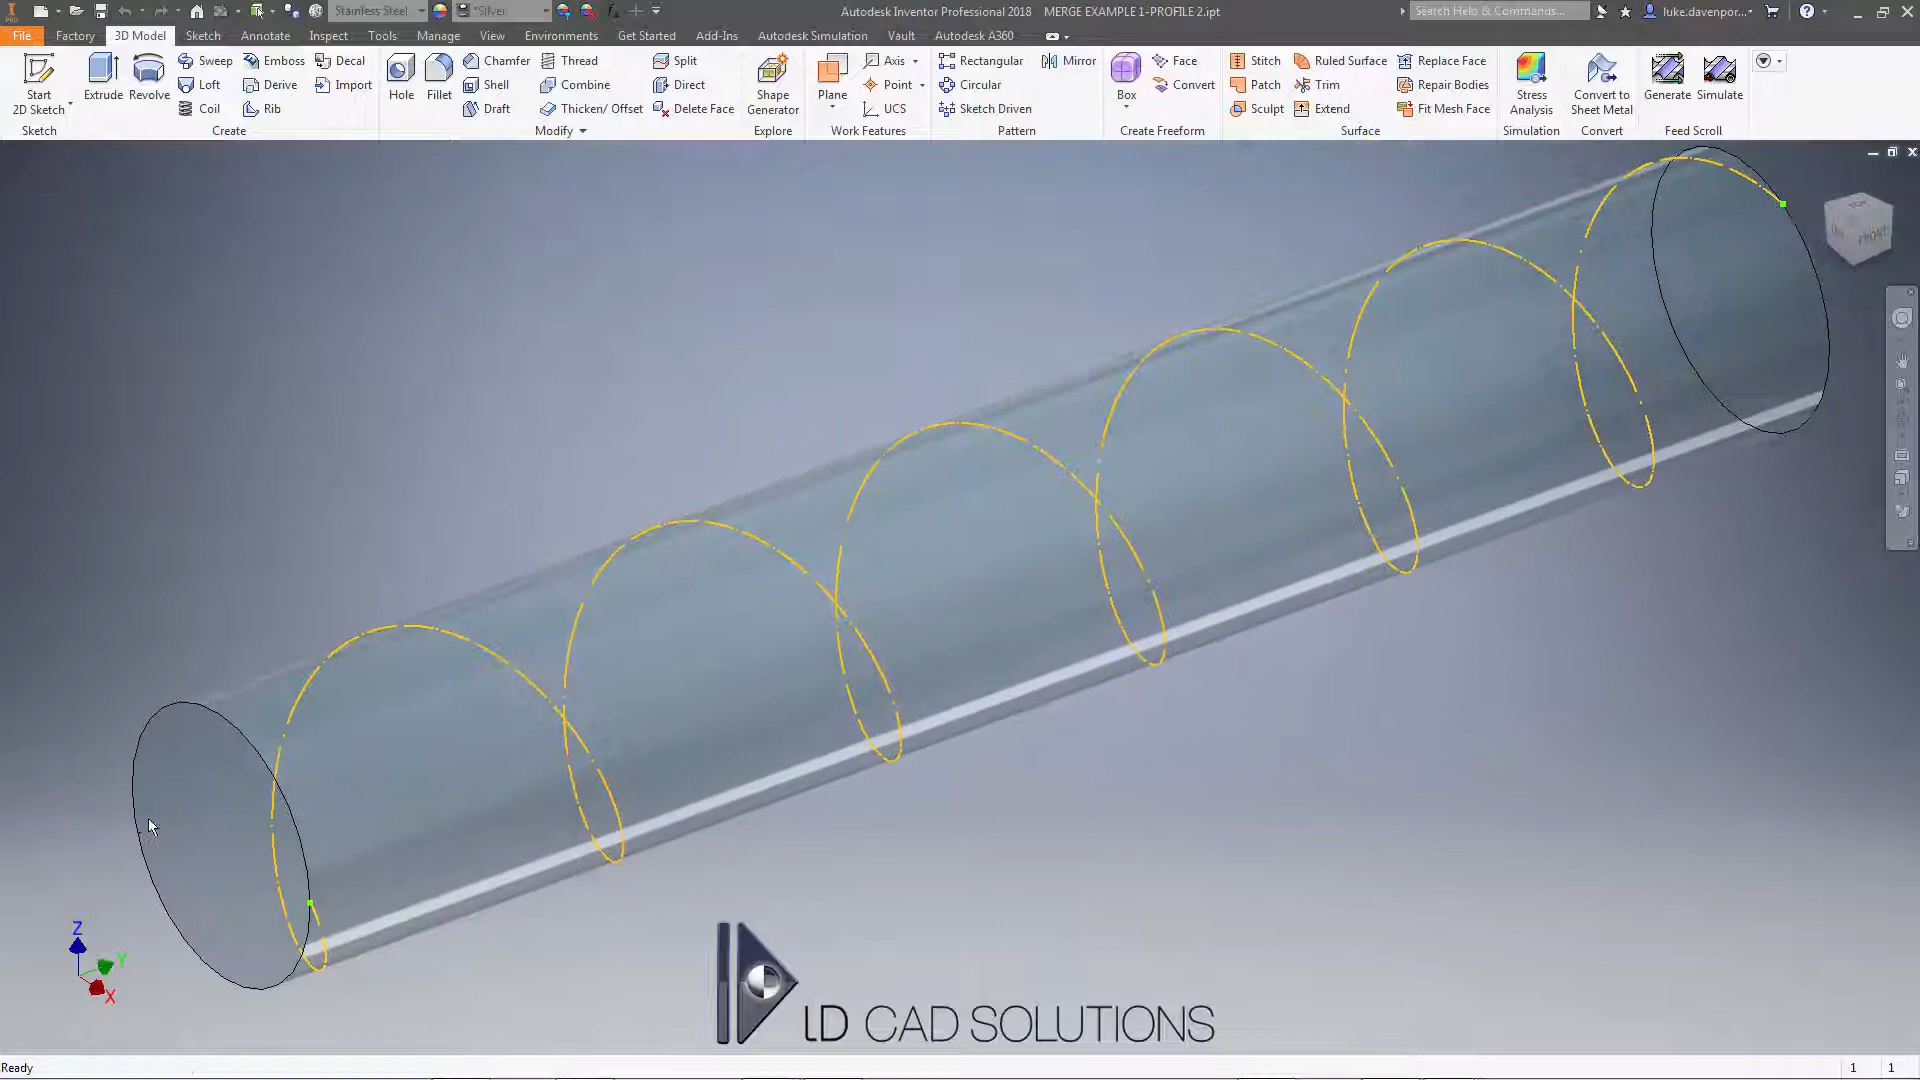 Stainless Steel
*Silver
Autodesk Inventor Professional 2018 MERGE EXAMPLE 1-PROFILE 2.ipt
Search Help & Commands...
luke.davenpor...
File Factory 3D Model Sketch Annotate Inspect Tools Manage View Environments Get Started Add-Ins Autodesk Simulation Vault Autodesk A360
Start
2D Sketch
Sketch
Extrude Revolve
Sweep Emboss Decal
Loft Derive Import
Coil Rib
Create
Hole Fillet
Chamfer Thread Split
Shell Combine Direct
Draft Thicken/ Offset Delete Face
Modify
Shape
Generator
Explore
Plane
Axis
Point
UCS
Work Features
Rectangular Mirror
Circular
Sketch Driven
Pattern
Box
Face
Convert
Create Freeform
Stitch Ruled Surface Replace Face
Patch Trim Repair Bodies
Sculpt Extend Fit Mesh Face
Surface
Stress
Analysis
Simulation
Convert to
Sheet Metal
Convert
Generate Simulate
Feed Scroll
TOP
FRONT
Z
Y
X
LD CAD SOLUTIONS
Ready
1 1